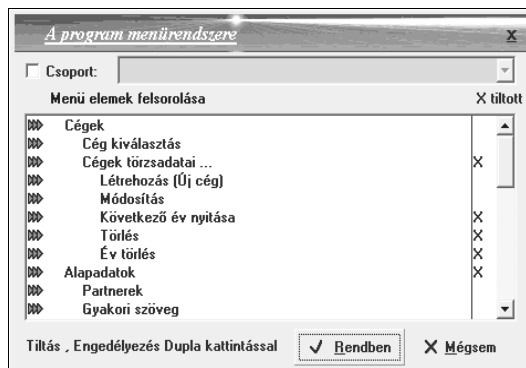 A program menürendszere x
Csoport:
Menü elemek felsorolása X tiltott
Cégek
Cég kiválasztás
Cégek törzsadatai ... X
Létrehozás (Új cég)
Módosítás
Következő év nyitása X
Törlés X
Év törlés X
Alapadatok X
Partnerek
Gyakori szöveg
Tiltás , Engedélyezés Dupla kattintással Rendben Mégsem